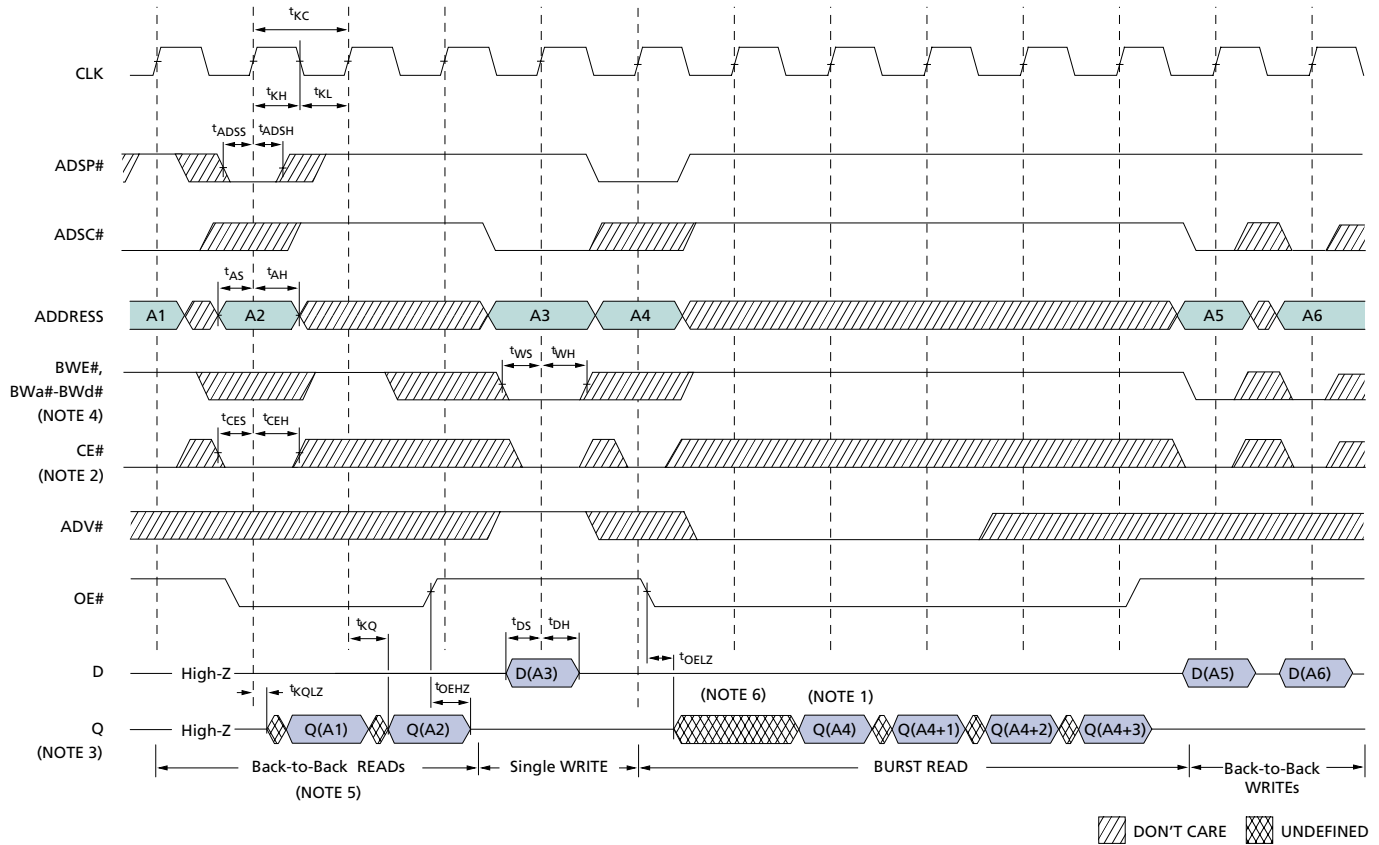 tKC
CLK
tKH tKL
tADSS tADSH
ADSP#
ADSC#
tAS tAH
ADDRESS A1 A2 A3 A4 A5 A6
BWE#,
BWa#-BWd#
(NOTE 4)
tWS tWH
tCES tCEH
CE#
(NOTE 2)
ADV#
OE#
tKQ tDS tDH
D High-Z D(A3) tOELZ D(A5) D(A6)
tKQLZ tOEHZ (NOTE 6) (NOTE 1)
Q High-Z Q(A1) Q(A2) Q(A4) Q(A4+1) Q(A4+2) Q(A4+3)
(NOTE 3)
Back-to-Back READs
(NOTE 5)
Single WRITE
BURST READ
Back-to-Back
WRITEs
DON'T CARE UNDEFINED